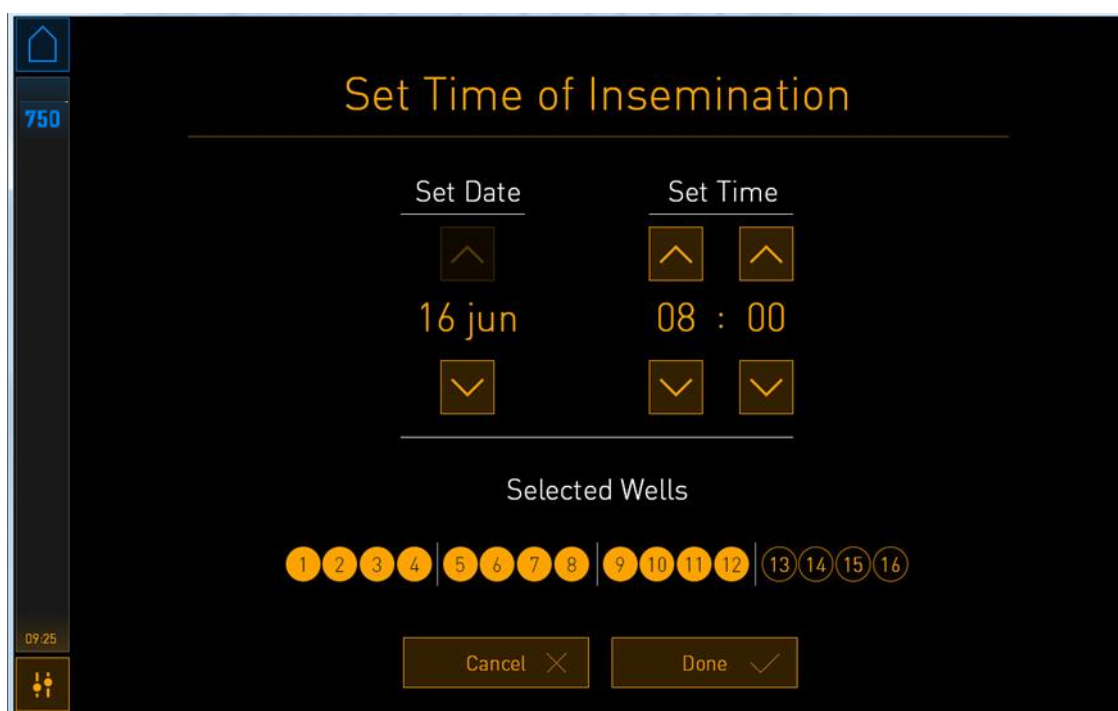 Set Time of Insemination
750
Set Date Set Time
16 jun 08 : 00
Selected Wells
1 2 3 4 5 6 7 8 9 10 11 12 13 14 15 16
09:25
Cancel Done